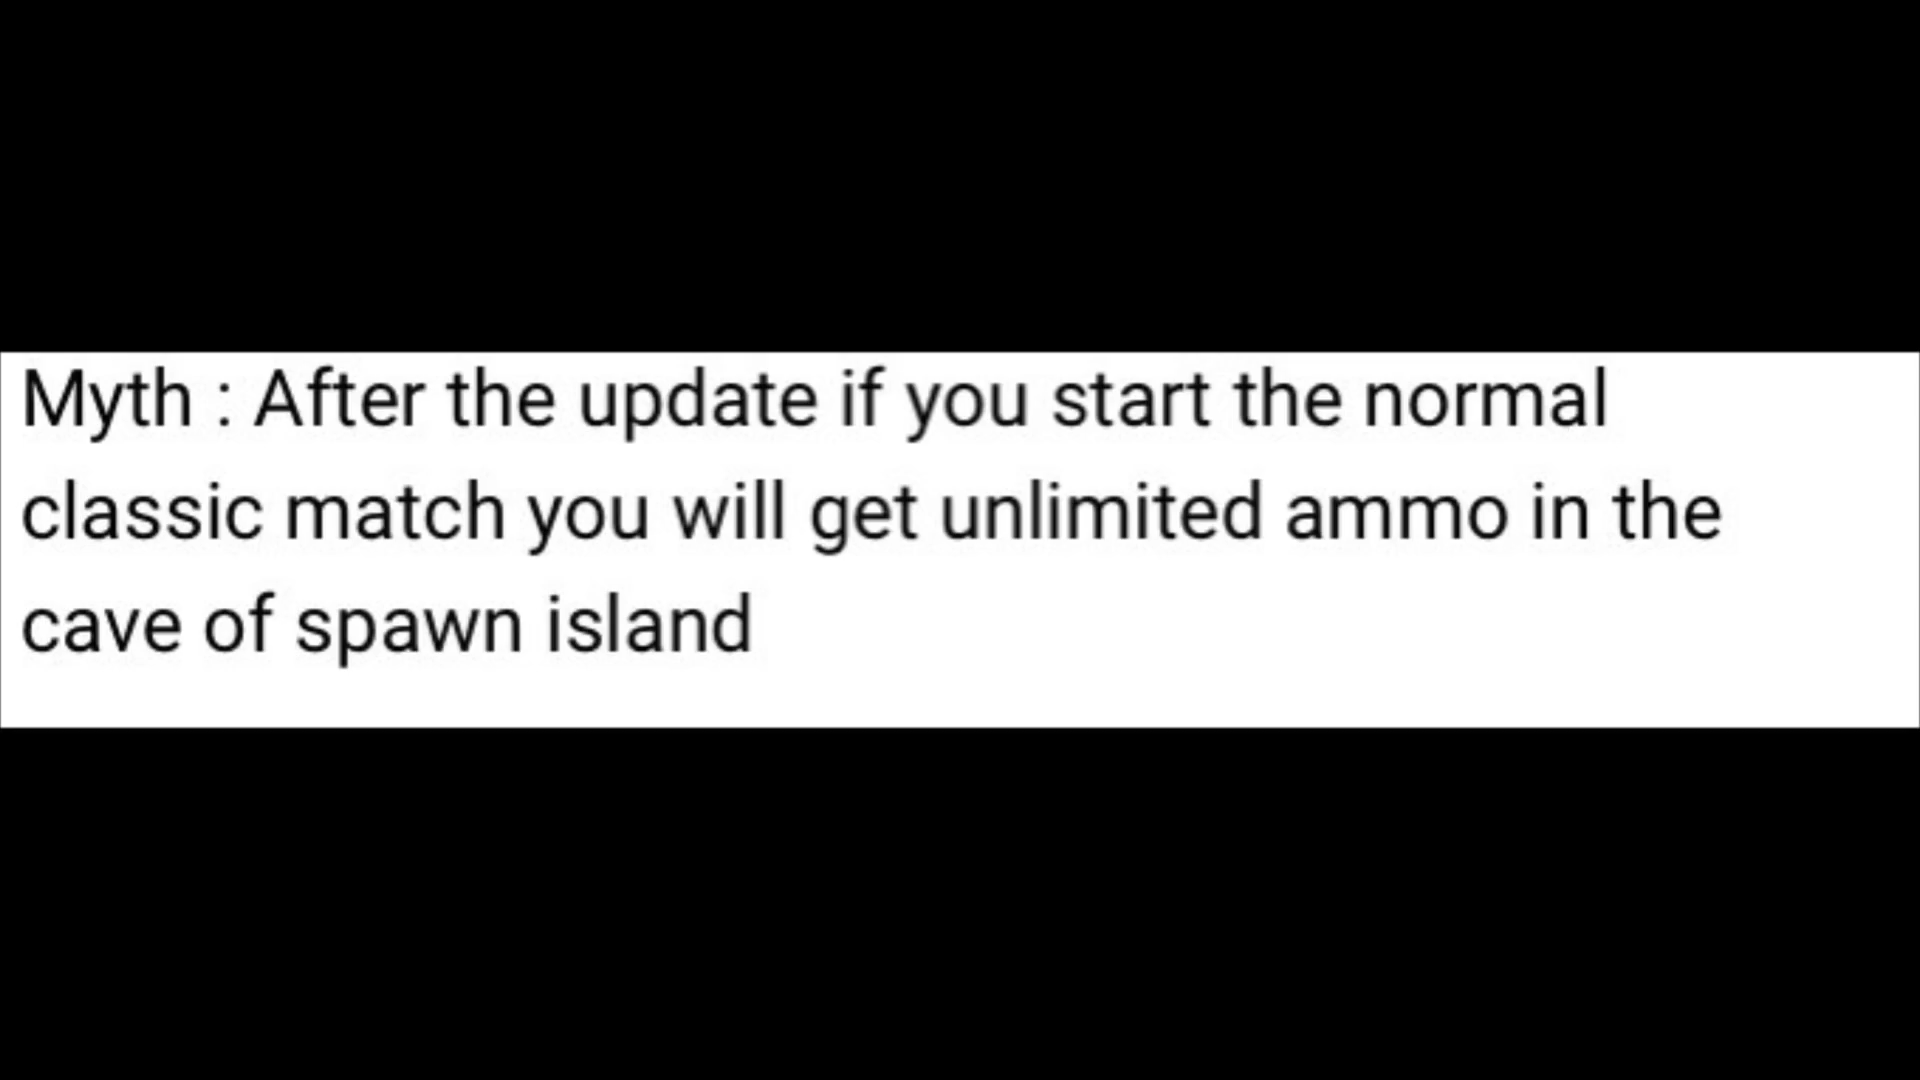 Myth : After the update if you start the normal
classic match you will get unlimited ammo in the
cave of spawn island